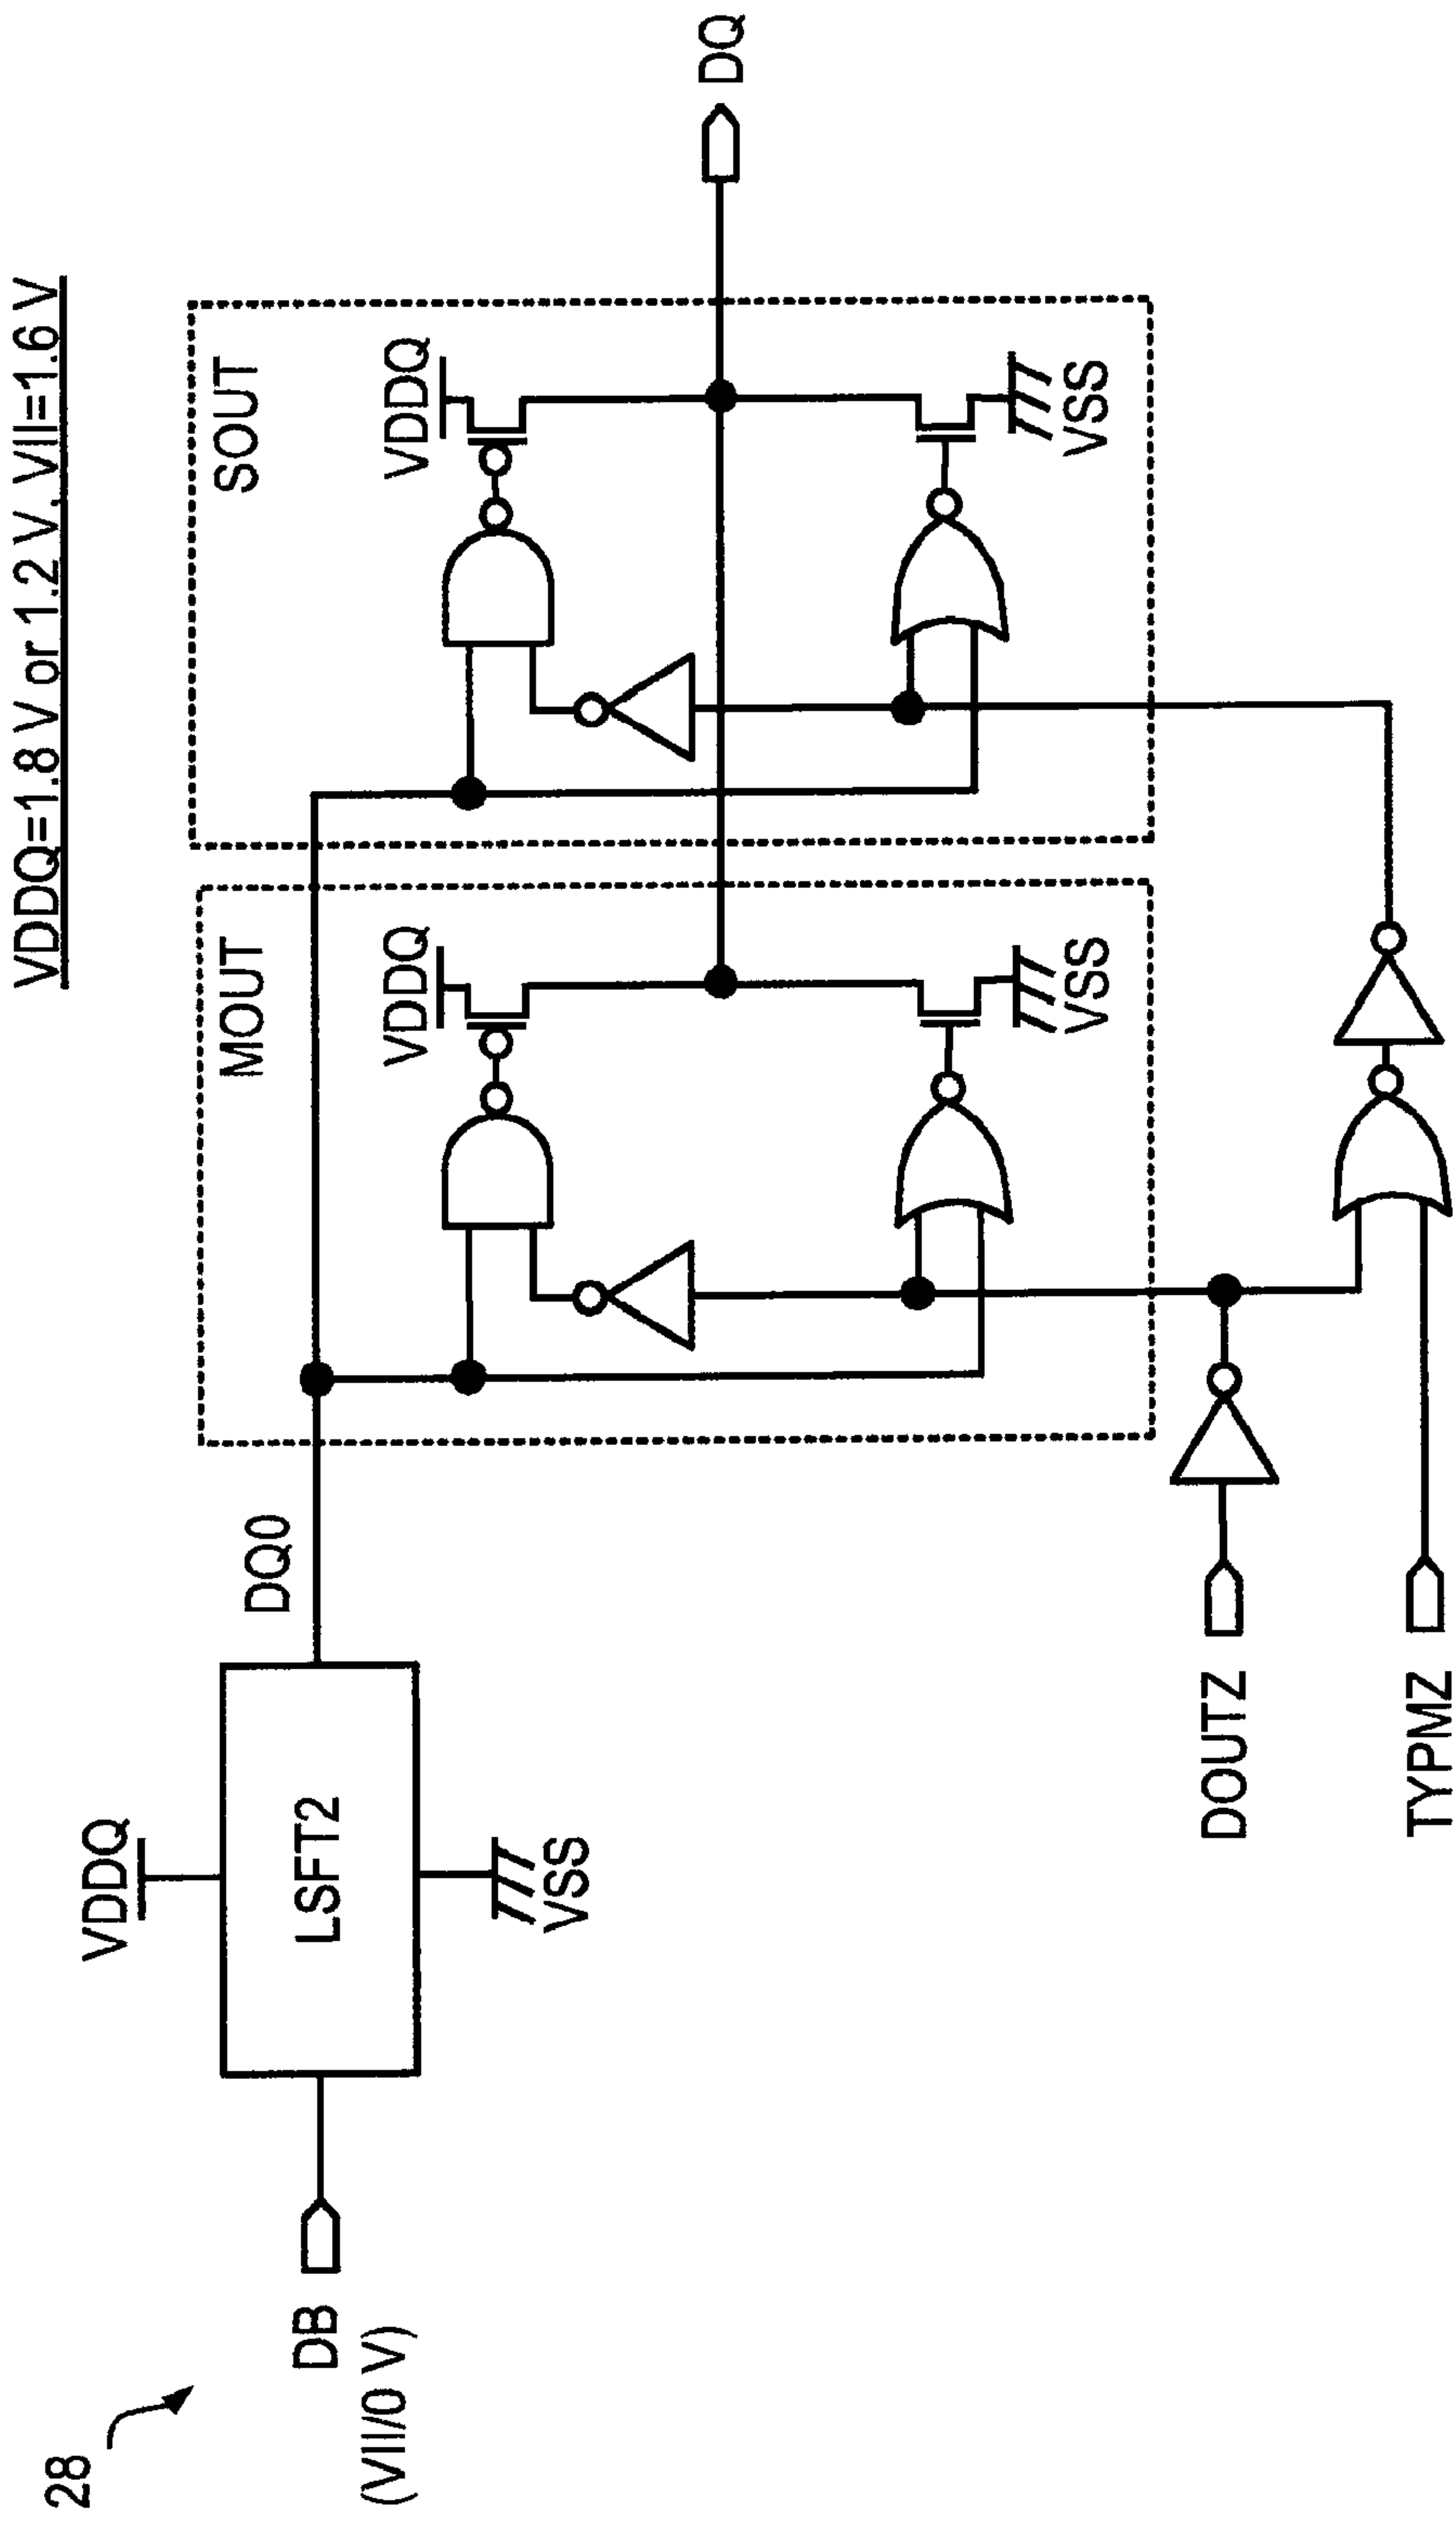 VDDQ=1.8 V or 1.2 V, VII=1.6 V
28
VDDQ
LSFT2
VSS
DB
(VII/0 V)
DQ0
MOUT
VDDQ
VSS
SOUT
VDDQ
VSS
DQ
DOUTZ
TYPMZ